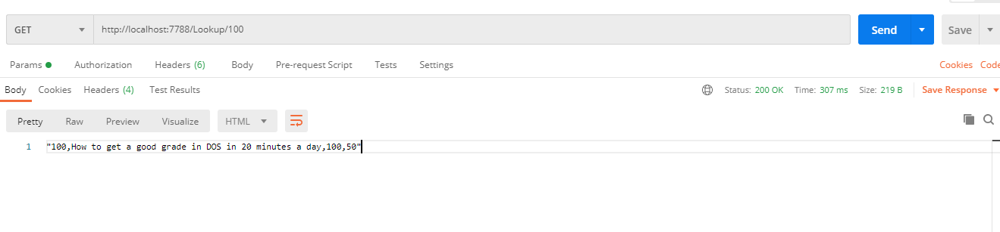 GET http://localhost:7788/Lookup/100 Send Save
Params Authorization Headers (6) Body Pre-request Script Tests Settings Cookies Code
Body Cookies Headers (4) Test Results Status: 200 OK Time: 307 ms Size: 219 B Save Response
Pretty Raw Preview Visualize HTML
1 "100,How to get a good grade in DOS in 20 minutes a day,100,50"